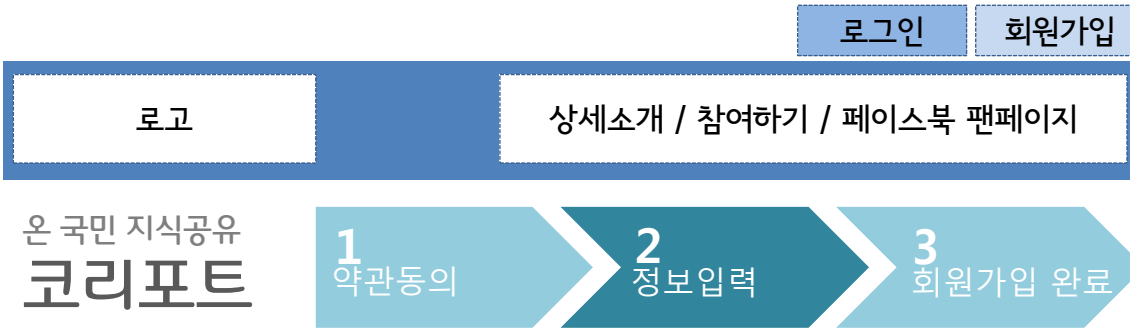 로그인
회원가입
로고
상세소개 / 참여하기 / 페이스북 팬페이지
온 국민 지식공유
코리포트
1
약관동의
2
정보입력
3
회원가입 완료